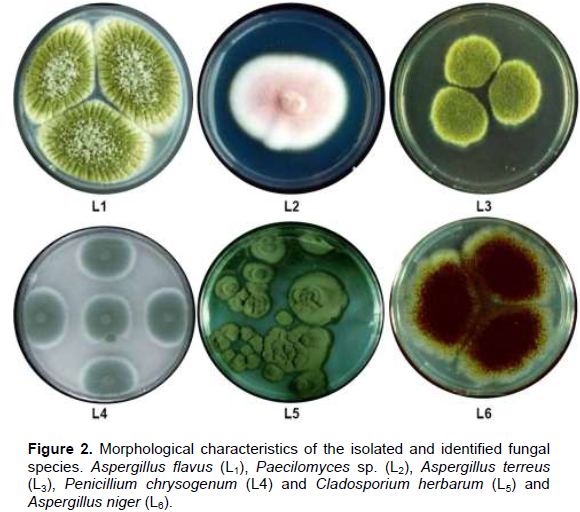 L1 L2 L3
L4 L5 L6
Figure 2. Morphological characteristics of the isolated and identified fungal
species. Aspergillus flavus (L₁), Paecilomyces sp. (L₂), Aspergillus terreus
(L₃), Penicillium chrysogenum (L4) and Cladosporium herbarum (L₅) and
Aspergillus niger (L₆).